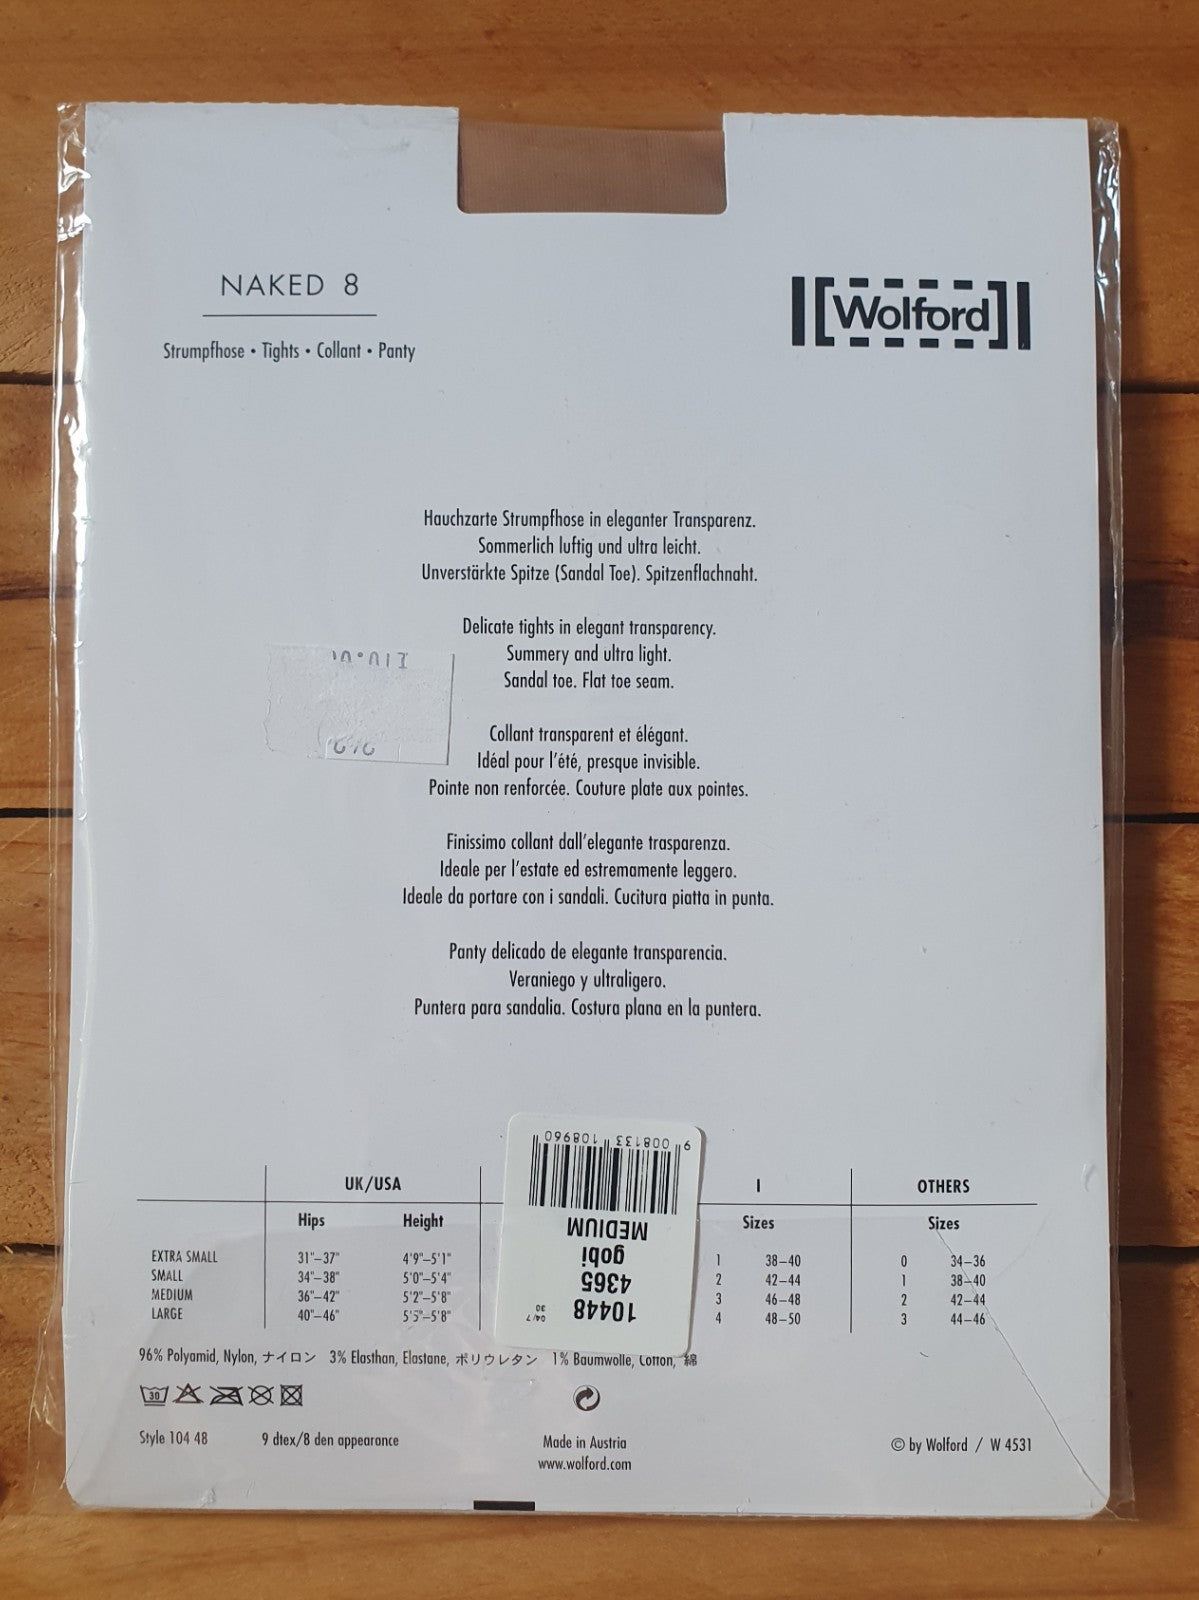 NAKED 8
Strumpfhose • Tights • Collant • Panty
Wolford
Hauchzarte Strumpfhose in eleganter Transparenz.
Sommerlich luftig und ultra leicht.
Unverstärkte Spitze (Sandal Toe). Spitzenflachnaht.
Delicate tights in elegant transparency.
Summery and ultra light.
Sandal toe. Flat toe seam.
Collant transparent et élégant.
Idéal pour l'été, presque invisible.
Pointe non renforcée. Couture plate aux pointes.
Finissimo collant dall'elegante trasparenza.
Ideale per l'estate ed estremamente leggero.
Ideale da portare con i sandali. Cucitura piatta in punta.
Panty delicado de elegante transparencia.
Veraniego y ultraligero.
Puntera para sandalia. Costura plana en la puntera.
UK/USA I OTHERS
Hips Height Sizes Sizes
EXTRA SMALL 31"–37" 4'9"–5'1" 1 38–40 0 34–36
SMALL 34"–38" 5'0"–5'4" 2 42–44 1 38–40
MEDIUM 36"–42" 5'2"–5'8" 3 46–48 2 42–44
LARGE 40"–46" 5'5"–5'8" 4 48–50 3 44–46
10448 04/7
30
4365
gobi
MEDIUM
9 008133 108960
96% Polyamid, Nylon, ナイロン 3% Elasthan, Elastane, ポリウレタン 1% Baumwolle, Cotton, 綿
30
Style 104 48 9 dtex/8 den appearance Made in Austria © by Wolford / W 4531
www.wolford.com